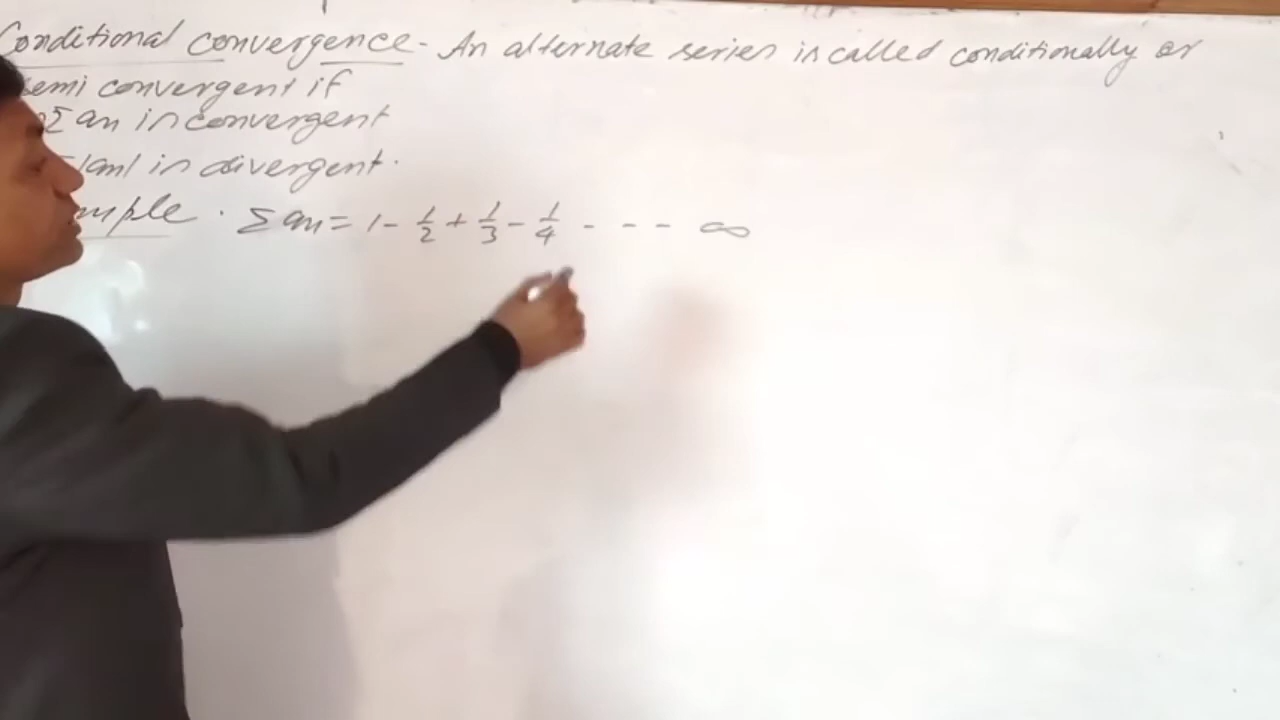 Conditional convergence - An alternate series is called conditionally or
semi convergent if
Σ an is convergent
|an| is divergent.
Σ an = 1 - 1/2 + 1/3 - 1/4 - - - - ∞